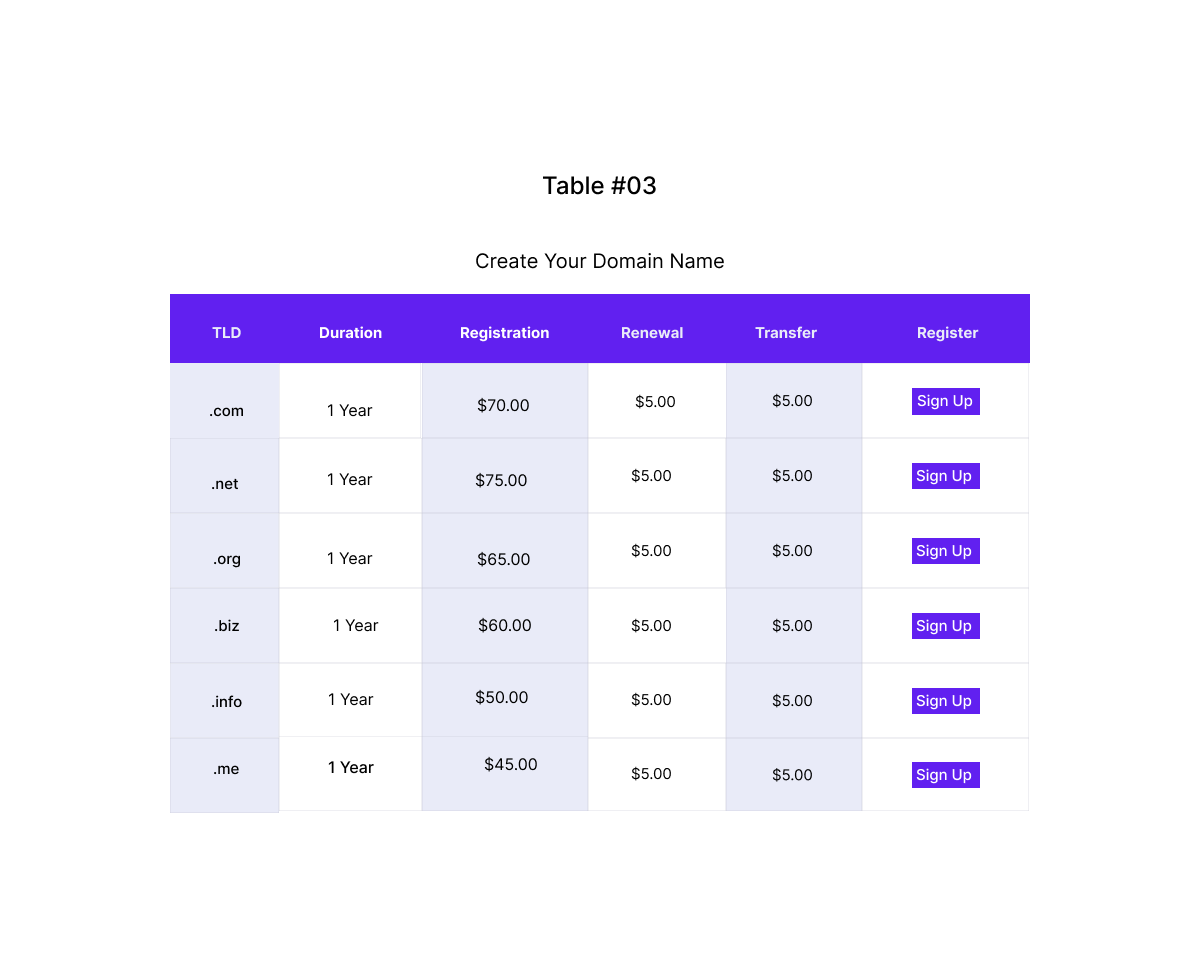 Table #03
Create Your Domain Name
TLD Duration Registration Renewal Transfer Register
.com 1 Year $70.00 $5.00 $5.00 Sign Up
.net 1 Year $75.00 $5.00 $5.00 Sign Up
.org 1 Year $65.00 $5.00 $5.00 Sign Up
.biz 1 Year $60.00 $5.00 $5.00 Sign Up
.info 1 Year $50.00 $5.00 $5.00 Sign Up
.me 1 Year $45.00 $5.00 $5.00 Sign Up